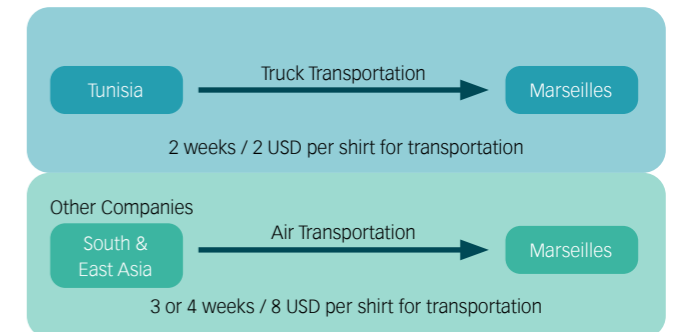 Truck Transportation
Tunisia
Marseilles
2 weeks / 2 USD per shirt for transportation
Other Companies
South &
East Asia
Air Transportation
Marseilles
3 or 4 weeks / 8 USD per shirt for transportation